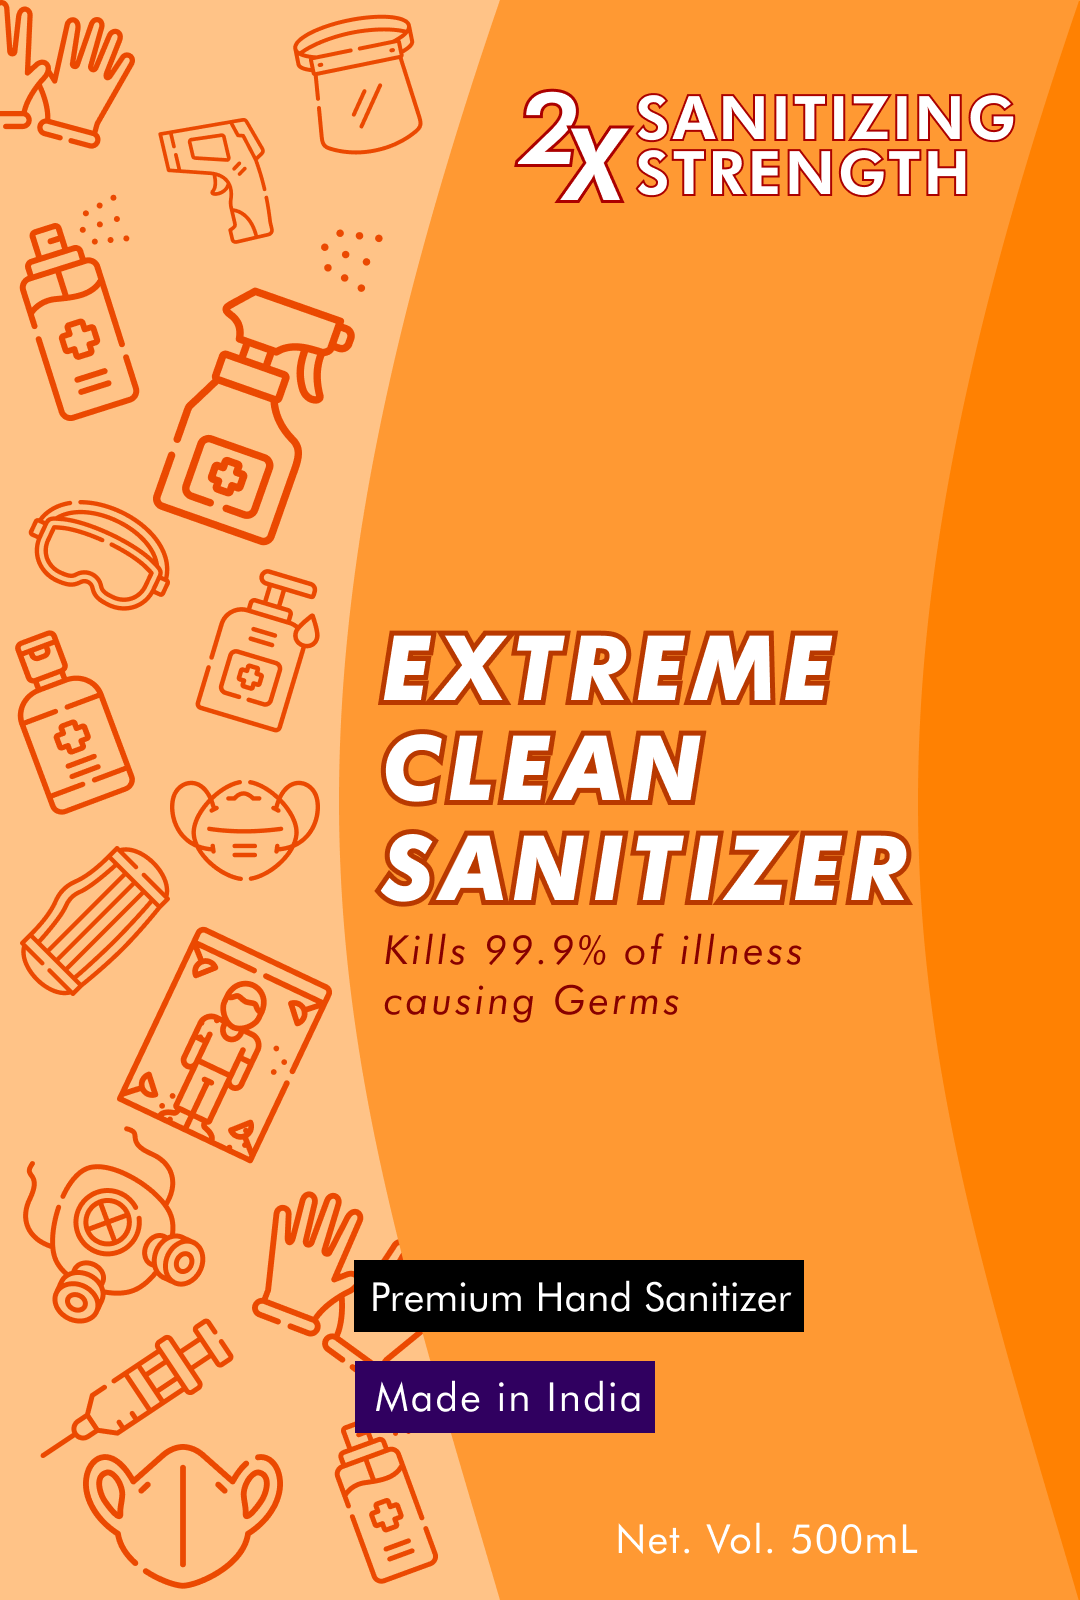 2X SANITIZING
STRENGTH
EXTREME
CLEAN
SANITIZER
Kills 99.9% of illness
causing Germs
Premium Hand Sanitizer
Made in India
Net. Vol. 500mL